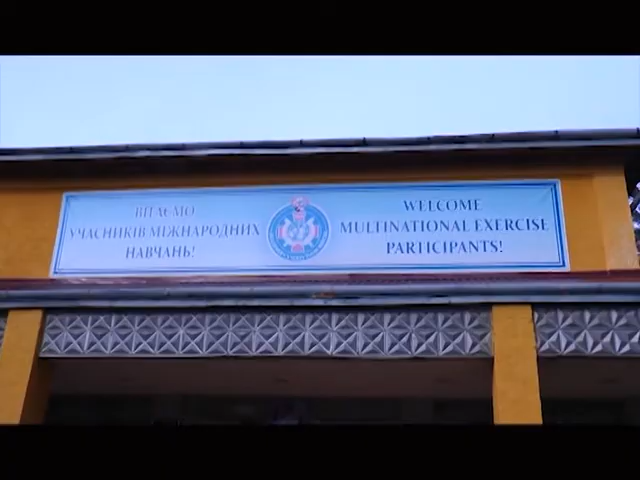 ВІТАЄМО
УЧАСНИКІВ МІЖНАРОДНИХ
НАВЧАНЬ!
WELCOME
MULTINATIONAL EXERCISE
PARTICIPANTS!